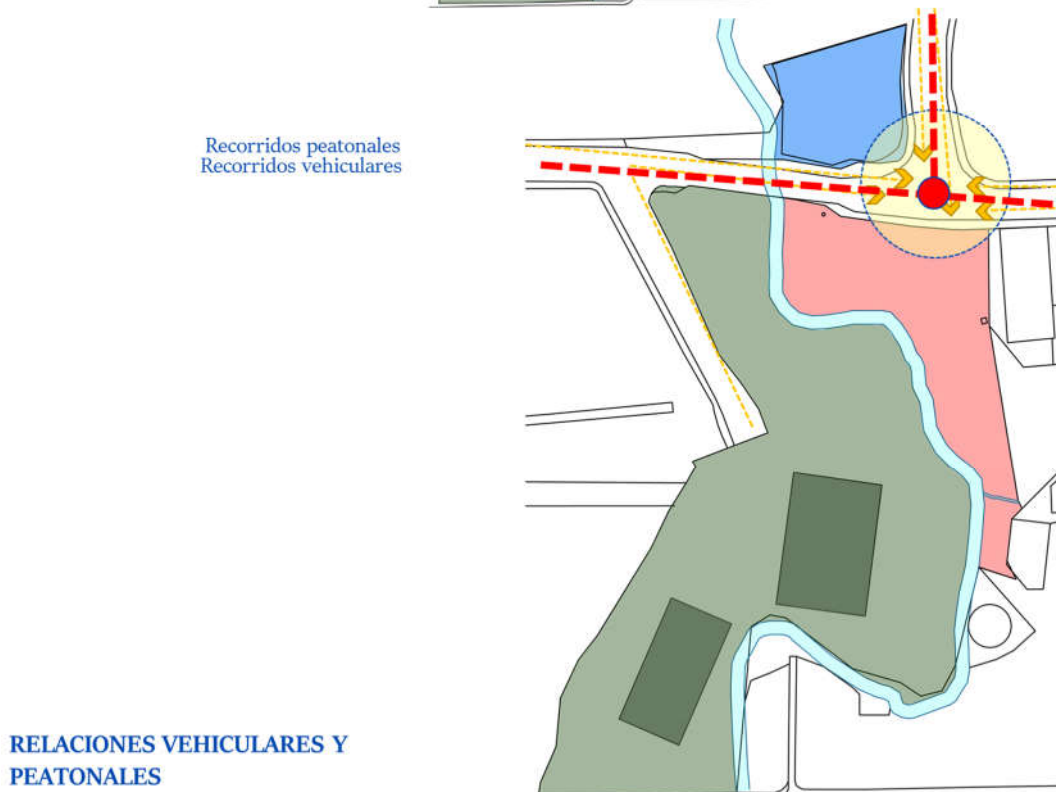 Recorridos peatonales
Recorridos vehiculares
RELACIONES VEHICULARES Y
PEATONALES